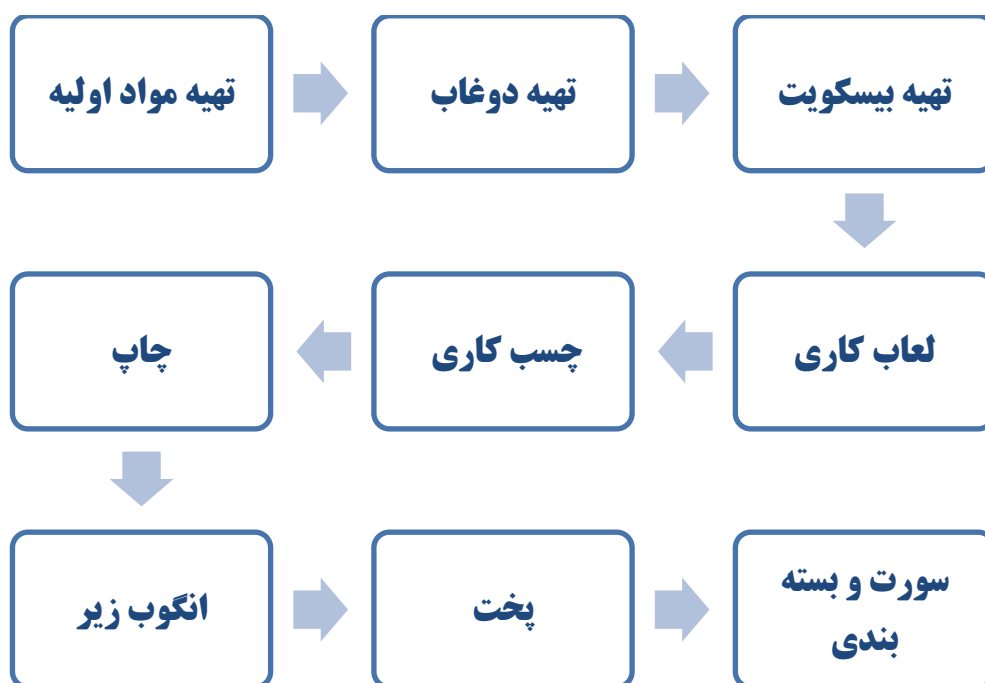 تهیه مواد اولیه
تهیه دوغاب
تهیه بیسکویت
لعاب کاری
چسب کاری
چاپ
انگوب زیر
پخت
سورت و بسته
بندی